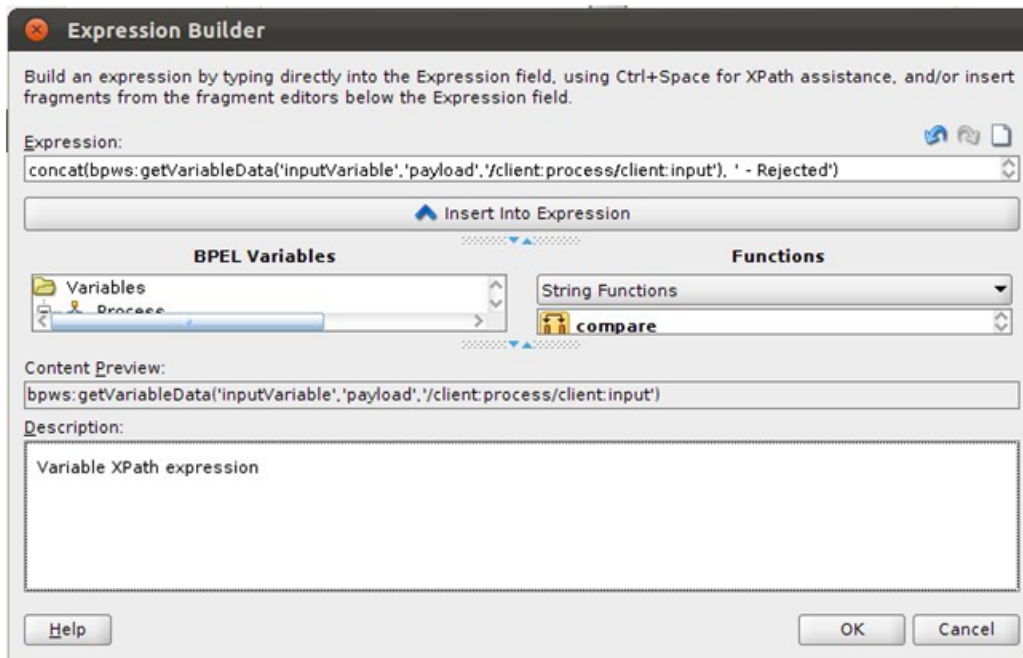 Expression Builder
Build an expression by typing directly into the Expression field, using Ctrl+Space for XPath assistance, and/or insert
fragments from the fragment editors below the Expression field.
Expression:
concat(bpws:getVariableData('inputVariable','payload','/client:process/client:input'), ' - Rejected')
Insert Into Expression
BPEL Variables
Functions
Variables
Process
String Functions
compare
Content Preview:
bpws:getVariableData('inputVariable','payload','/client:process/client:input')
Description:
Variable XPath expression
Help
OK
Cancel